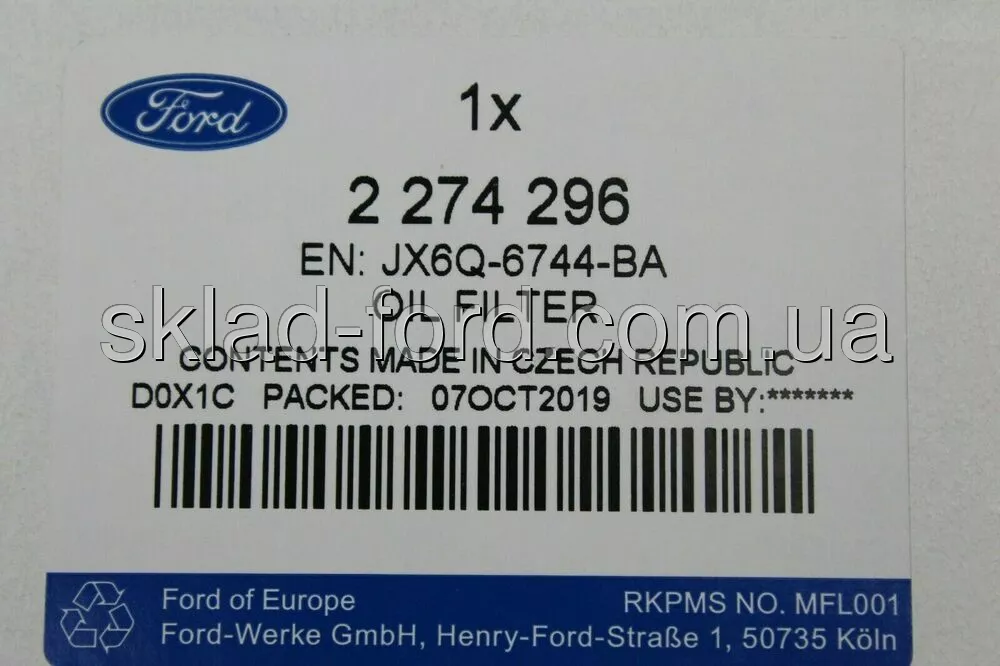 Ford
1x
2 274 296
EN: JX6Q-6744-BA
OIL FILTER
sklad-ford.com.ua
CONTENTS MADE IN CZECH REPUBLIC
D0X1C PACKED: 07OCT2019 USE BY:*******
Ford of Europe
RKPMS NO. MFL001
Ford-Werke GmbH, Henry-Ford-Straße 1, 50735 Köln